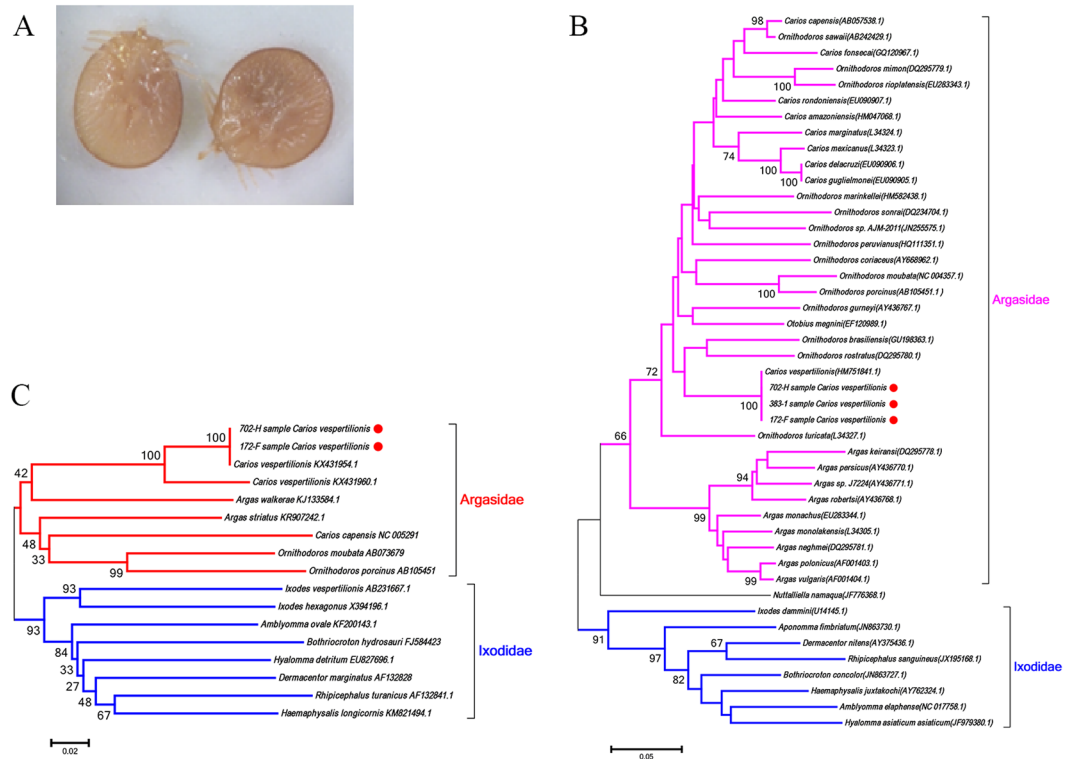 A
B
98
Carios capensis(AB057538.1)
Ornithodoros sawaii(AB242429.1)
Carios fonsecai(GQ120967.1)
Ornithodoros mimon(DQ295779.1)
100
Ornithodoros rioplatensis(EU283343.1)
Carios rondoniensis(EU090907.1)
Carios amazoniensis(HM047068.1)
Carios marginatus(L34324.1)
74
Carios mexicanus(L34323.1)
100
Carios delacruzi(EU090906.1)
100
Carios guglielmonei(EU090905.1)
Ornithodoros marinkellei(HM582438.1)
Ornithodoros sonrai(DQ234704.1)
Ornithodoros sp. AJM-2011(JN255575.1)
Ornithodoros peruvianus(HQ111351.1)
Ornithodoros coriaceus(AY668962.1)
Ornithodoros moubata(NC 004357.1)
100
Ornithodoros porcinus(AB105451.1 )
Argasidae
Ornithodoros gurneyi(AY436767.1)
Otobius megnini(EF120989.1)
Ornithodoros brasiliensis(GU198363.1)
Ornithodoros rostratus(DQ295780.1)
72
Carios vespertilionis(HM751841.1)
702-H sample Carios vespertilionis
100
383-1 sample Carios vespertilionis
172-F sample Carios vespertilionis
66
Ornithodoros turicata(L34327.1)
Argas keiransi(DQ295778.1)
Argas persicus(AY436770.1)
94
Argas sp. J7224(AY436771.1)
Argas robertsi(AY436768.1)
99
Argas monachus(EU283344.1)
Argas monolakensis(L34305.1)
Argas neghmei(DQ295781.1)
Argas polonicus(AF001403.1)
99
Argas vulgaris(AF001404.1)
Nuttalliella namaqua(JF776368.1)
Ixodes dammini(U14145.1)
91
Aponomma fimbriatum(JN863730.1)
97
67
Dermacentor nitens(AY375436.1)
Rhipicephalus sanguineus(JX195168.1)
Ixodidae
82
Bothriocroton concolor(JN863727.1)
Haemaphysalis juxtakochi(AY762324.1)
Amblyomma elaphense(NC 017758.1)
Hyalomma asiaticum asiaticum(JF979380.1)
0.05
C
702-H sample Carios vespertilionis
100
172-F sample Carios vespertilionis
100
Carios vespertilionis KX431954.1
42
Carios vespertilionis KX431960.1
Argas walkerae KJ133584.1
Argasidae
Argas striatus KR907242.1
48
Carios capensis NC 005291
33
Ornithodoros moubata AB073679
99
Ornithodoros porcinus AB105451
93
Ixodes vespertilionis AB231667.1
Ixodes hexagonus X394196.1
93
Amblyomma ovale KF200143.1
84
Bothriocroton hydrosauri FJ584423
Ixodidae
33
Hyalomma detritum EU827696.1
27
Dermacentor marginatus AF132828
48
Rhipicephalus turanicus AF132841.1
67
Haemaphysalis longicornis KM821494.1
0.02